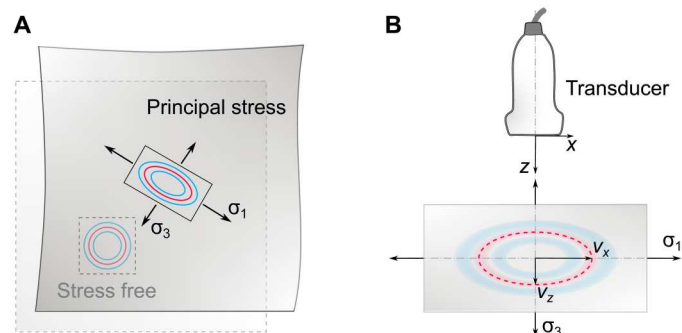 A
Principal stress
σ1
σ3
Stress free
B
Transducer
x
z
σ1
vx
vz
σ3